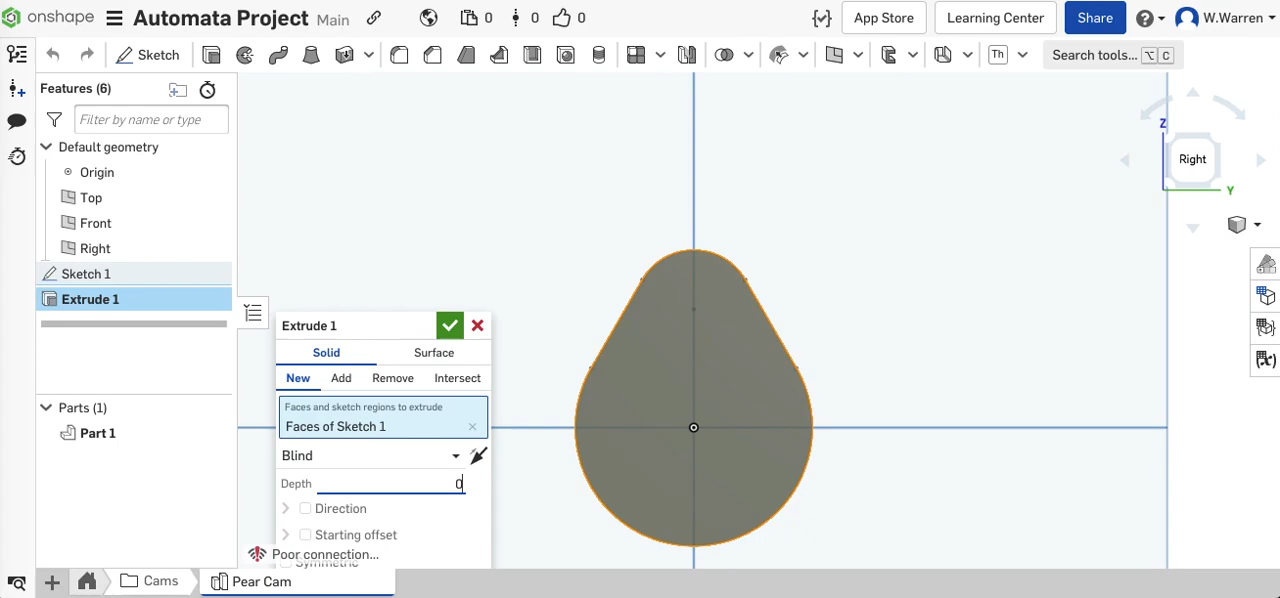 onshape Automata Project Main 0 0 0 App Store Learning Center Share W.Warren
Sketch Th Search tools... ⌥ C
Features (6)
Filter by name or type
Default geometry
Origin
Top
Front
Right
Sketch 1
Extrude 1
Parts (1)
Part 1
Extrude 1
Solid Surface
New Add Remove Intersect
Faces and sketch regions to extrude
Faces of Sketch 1
Blind
Depth 0
Direction
Starting offset
Symmetric
Poor connection...
Z
Right
Y
(x)
Cams Pear Cam